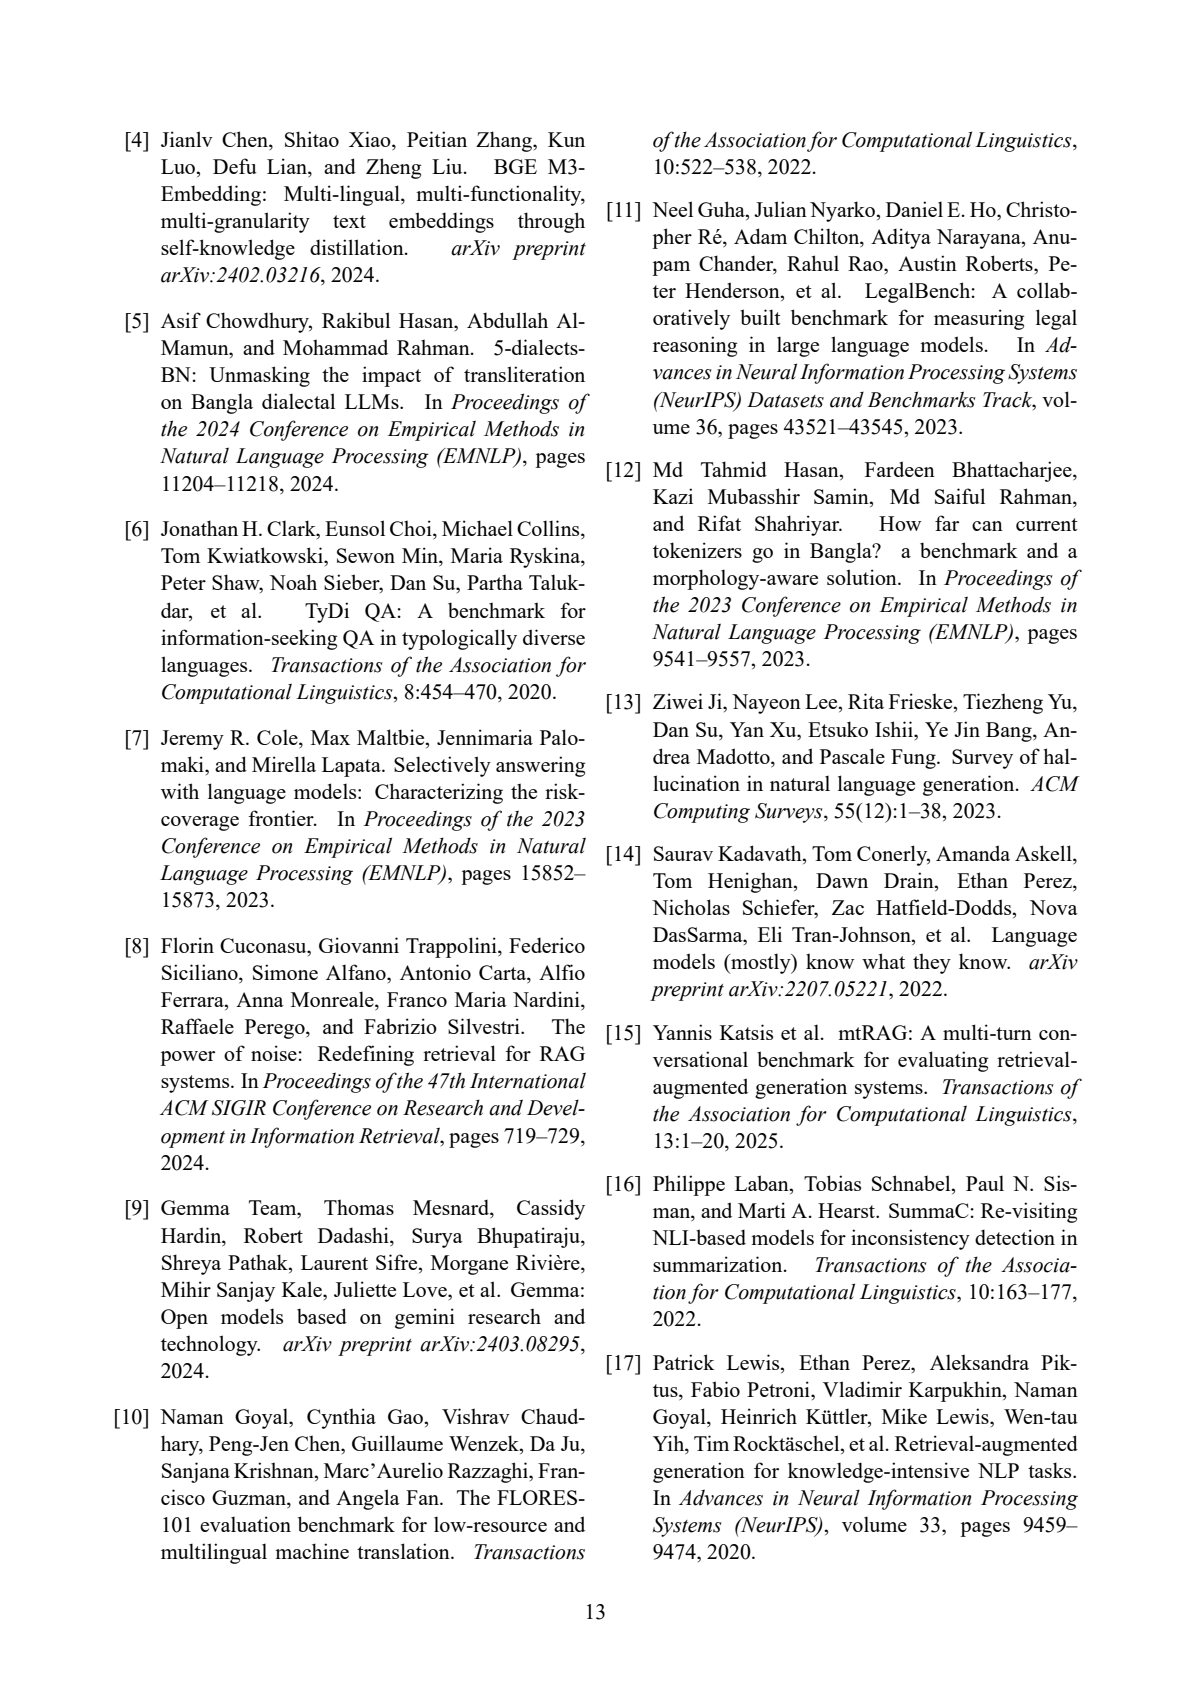 [4] Jianlv Chen, Shitao Xiao, Peitian Zhang, Kun
Luo, Defu Lian, and Zheng Liu. BGE M3-
Embedding: Multi-lingual, multi-functionality,
multi-granularity text embeddings through
self-knowledge distillation. arXiv preprint
arXiv:2402.03216, 2024.
[5] Asif Chowdhury, Rakibul Hasan, Abdullah Al-
Mamun, and Mohammad Rahman. 5-dialects-
BN: Unmasking the impact of transliteration
on Bangla dialectal LLMs. In Proceedings of
the 2024 Conference on Empirical Methods in
Natural Language Processing (EMNLP), pages
11204–11218, 2024.
[6] Jonathan H. Clark, Eunsol Choi, Michael Collins,
Tom Kwiatkowski, Sewon Min, Maria Ryskina,
Peter Shaw, Noah Sieber, Dan Su, Partha Taluk-
dar, et al. TyDi QA: A benchmark for
information-seeking QA in typologically diverse
languages. Transactions of the Association for
Computational Linguistics, 8:454–470, 2020.
[7] Jeremy R. Cole, Max Maltbie, Jennimaria Palo-
maki, and Mirella Lapata. Selectively answering
with language models: Characterizing the risk-
coverage frontier. In Proceedings of the 2023
Conference on Empirical Methods in Natural
Language Processing (EMNLP), pages 15852–
15873, 2023.
[8] Florin Cuconasu, Giovanni Trappolini, Federico
Siciliano, Simone Alfano, Antonio Carta, Alfio
Ferrara, Anna Monreale, Franco Maria Nardini,
Raffaele Perego, and Fabrizio Silvestri. The
power of noise: Redefining retrieval for RAG
systems. In Proceedings of the 47th International
ACM SIGIR Conference on Research and Devel-
opment in Information Retrieval, pages 719–729,
2024.
[9] Gemma Team, Thomas Mesnard, Cassidy
Hardin, Robert Dadashi, Surya Bhupatiraju,
Shreya Pathak, Laurent Sifre, Morgane Rivière,
Mihir Sanjay Kale, Juliette Love, et al. Gemma:
Open models based on gemini research and
technology. arXiv preprint arXiv:2403.08295,
2024.
[10] Naman Goyal, Cynthia Gao, Vishrav Chaud-
hary, Peng-Jen Chen, Guillaume Wenzek, Da Ju,
Sanjana Krishnan, Marc’Aurelio Razzaghi, Fran-
cisco Guzman, and Angela Fan. The FLORES-
101 evaluation benchmark for low-resource and
multilingual machine translation. Transactions
of the Association for Computational Linguistics,
10:522–538, 2022.
[11] Neel Guha, Julian Nyarko, Daniel E. Ho, Christo-
pher Ré, Adam Chilton, Aditya Narayana, Anu-
pam Chander, Rahul Rao, Austin Roberts, Pe-
ter Henderson, et al. LegalBench: A collab-
oratively built benchmark for measuring legal
reasoning in large language models. In Ad-
vances in Neural Information Processing Systems
(NeurIPS) Datasets and Benchmarks Track, vol-
ume 36, pages 43521–43545, 2023.
[12] Md Tahmid Hasan, Fardeen Bhattacharjee,
Kazi Mubasshir Samin, Md Saiful Rahman,
and Rifat Shahriyar. How far can current
tokenizers go in Bangla? a benchmark and a
morphology-aware solution. In Proceedings of
the 2023 Conference on Empirical Methods in
Natural Language Processing (EMNLP), pages
9541–9557, 2023.
[13] Ziwei Ji, Nayeon Lee, Rita Frieske, Tiezheng Yu,
Dan Su, Yan Xu, Etsuko Ishii, Ye Jin Bang, An-
drea Madotto, and Pascale Fung. Survey of hal-
lucination in natural language generation. ACM
Computing Surveys, 55(12):1–38, 2023.
[14] Saurav Kadavath, Tom Conerly, Amanda Askell,
Tom Henighan, Dawn Drain, Ethan Perez,
Nicholas Schiefer, Zac Hatfield-Dodds, Nova
DasSarma, Eli Tran-Johnson, et al. Language
models (mostly) know what they know. arXiv
preprint arXiv:2207.05221, 2022.
[15] Yannis Katsis et al. mtRAG: A multi-turn con-
versational benchmark for evaluating retrieval-
augmented generation systems. Transactions of
the Association for Computational Linguistics,
13:1–20, 2025.
[16] Philippe Laban, Tobias Schnabel, Paul N. Sis-
man, and Marti A. Hearst. SummaC: Re-visiting
NLI-based models for inconsistency detection in
summarization. Transactions of the Associa-
tion for Computational Linguistics, 10:163–177,
2022.
[17] Patrick Lewis, Ethan Perez, Aleksandra Pik-
tus, Fabio Petroni, Vladimir Karpukhin, Naman
Goyal, Heinrich Küttler, Mike Lewis, Wen-tau
Yih, Tim Rocktäschel, et al. Retrieval-augmented
generation for knowledge-intensive NLP tasks.
In Advances in Neural Information Processing
Systems (NeurIPS), volume 33, pages 9459–
9474, 2020.
13